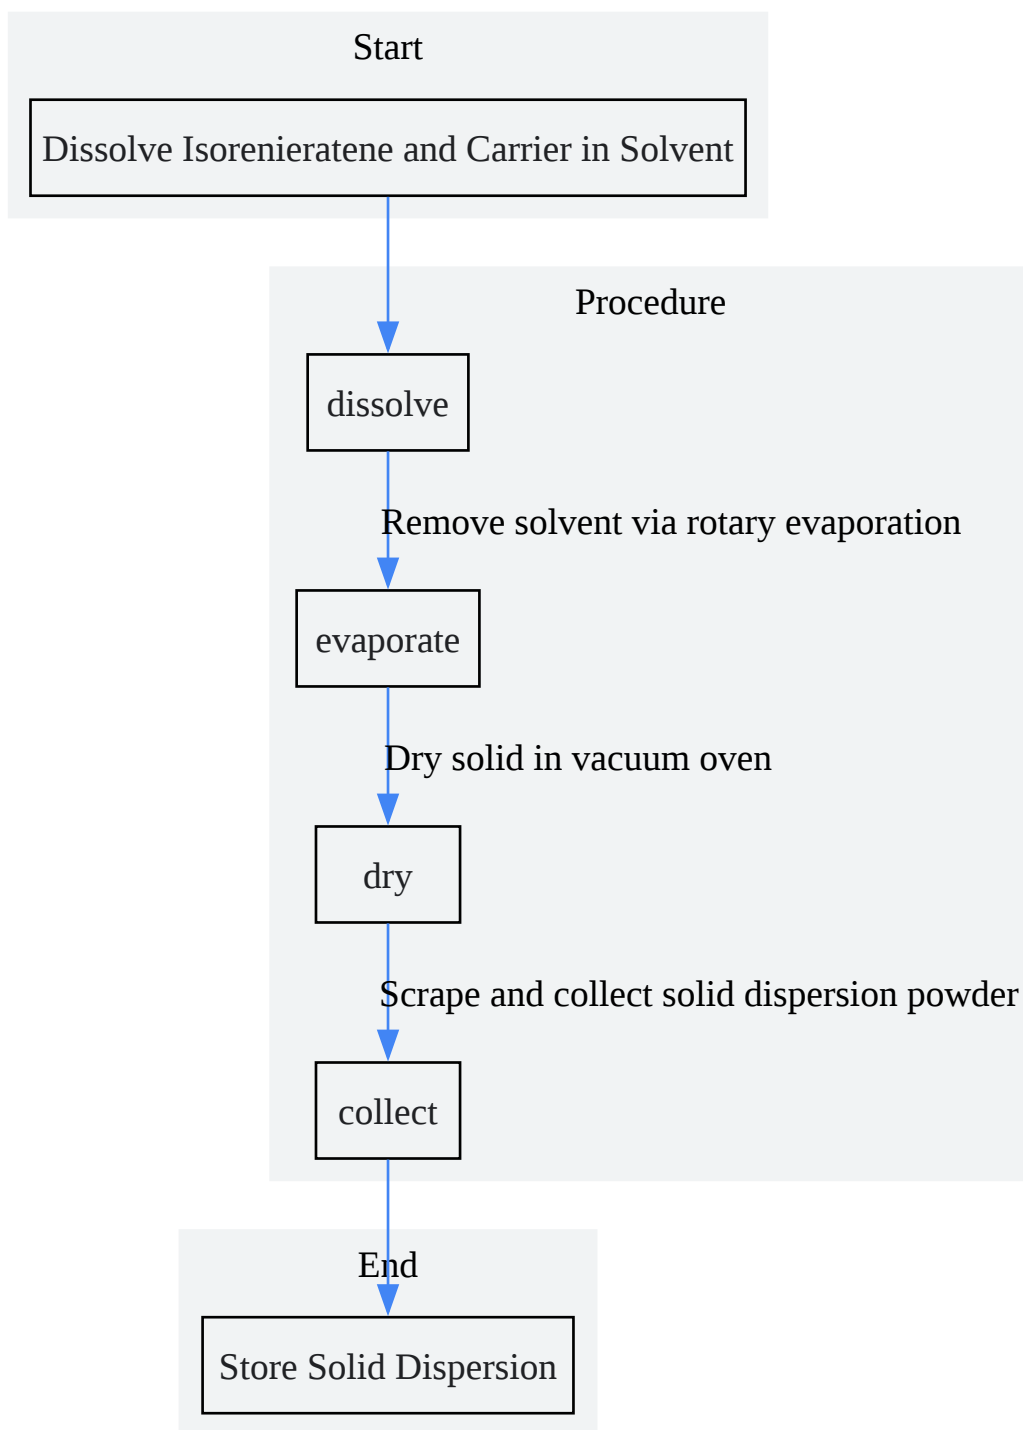 Start
Dissolve Isorenieratene and Carrier in Solvent
Procedure
dissolve
Remove solvent via rotary evaporation
evaporate
Dry solid in vacuum oven
dry
Scrape and collect solid dispersion powder
collect
End
Store Solid Dispersion